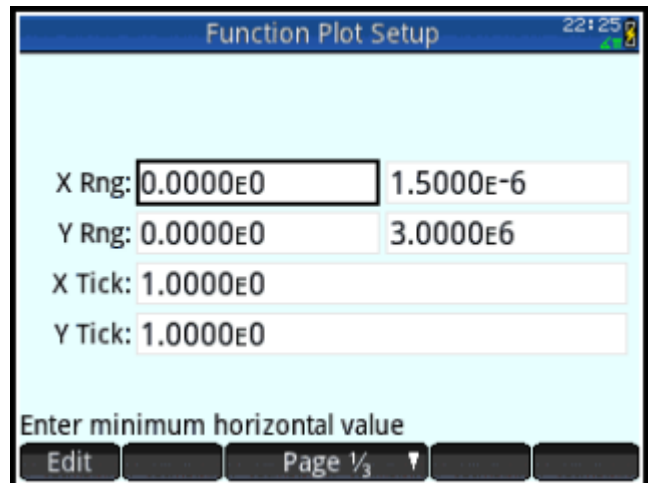 Function Plot Setup 22:25
X Rng: 0.0000E0 1.5000E-6
Y Rng: 0.0000E0 3.0000E6
X Tick: 1.0000E0
Y Tick: 1.0000E0
Enter minimum horizontal value
Edit Page 1/3